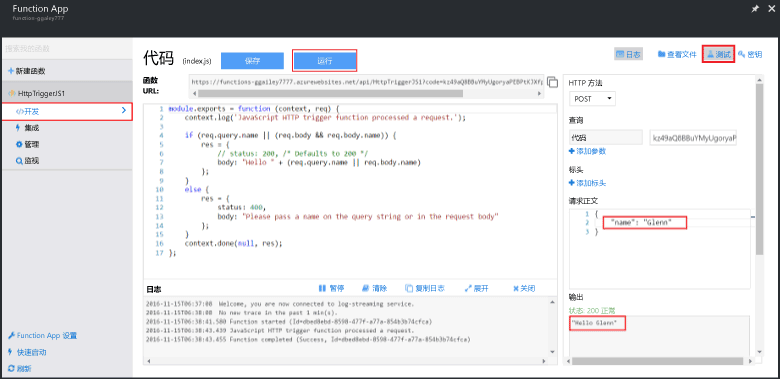 Function App
function-ggailey777
搜索我的函数
+ 新建函数
HttpTriggerJS1
</>开发
集成
管理
监视
Function App 设置
快速启动
刷新
代码 (index.js) 保存 运行 日志 查看文件 测试 密钥
函数
URL:
https://functions-ggailey7777.azurewebsites.net/api/HttpTriggerJS1?code=kz49aQ8BBuYMyUgoryaPEBPtKJXfp
1 module.exports = function (context, req) {
2 context.log('JavaScript HTTP trigger function processed a request.');
3
4 if (req.query.name || (req.body && req.body.name)) {
5 res = {
6 // status: 200, /* Defaults to 200 */
7 body: "Hello " + (req.query.name || req.body.name)
8 };
9 }
10 else {
11 res = {
12 status: 400,
13 body: "Please pass a name on the query string or in the request body"
14 };
15 }
16 context.done(null, res);
17 };
日志 暂停 清除 复制日志 展开 关闭
2016-11-15T06:37:08 Welcome, you are now connected to log-streaming service.
2016-11-15T06:38:08 No new trace in the past 1 min(s).
2016-11-15T06:38:41.580 Function started (Id=dbed8ebd-0598-477f-a77a-854b3b74cfca)
2016-11-15T06:38:43.439 JavaScript HTTP trigger function processed a request.
2016-11-15T06:38:43.455 Function completed (Success, Id=dbed8ebd-0598-477f-a77a-854b3b74cfca)
HTTP 方法
POST
查询
代码 kz49aQ8BBuYMyUgoryaP
+ 添加参数
标头
+ 添加标头
请求正文
1 {
2 "name": "Glenn"
3 }
输出
状态: 200 正常
"Hello Glenn"